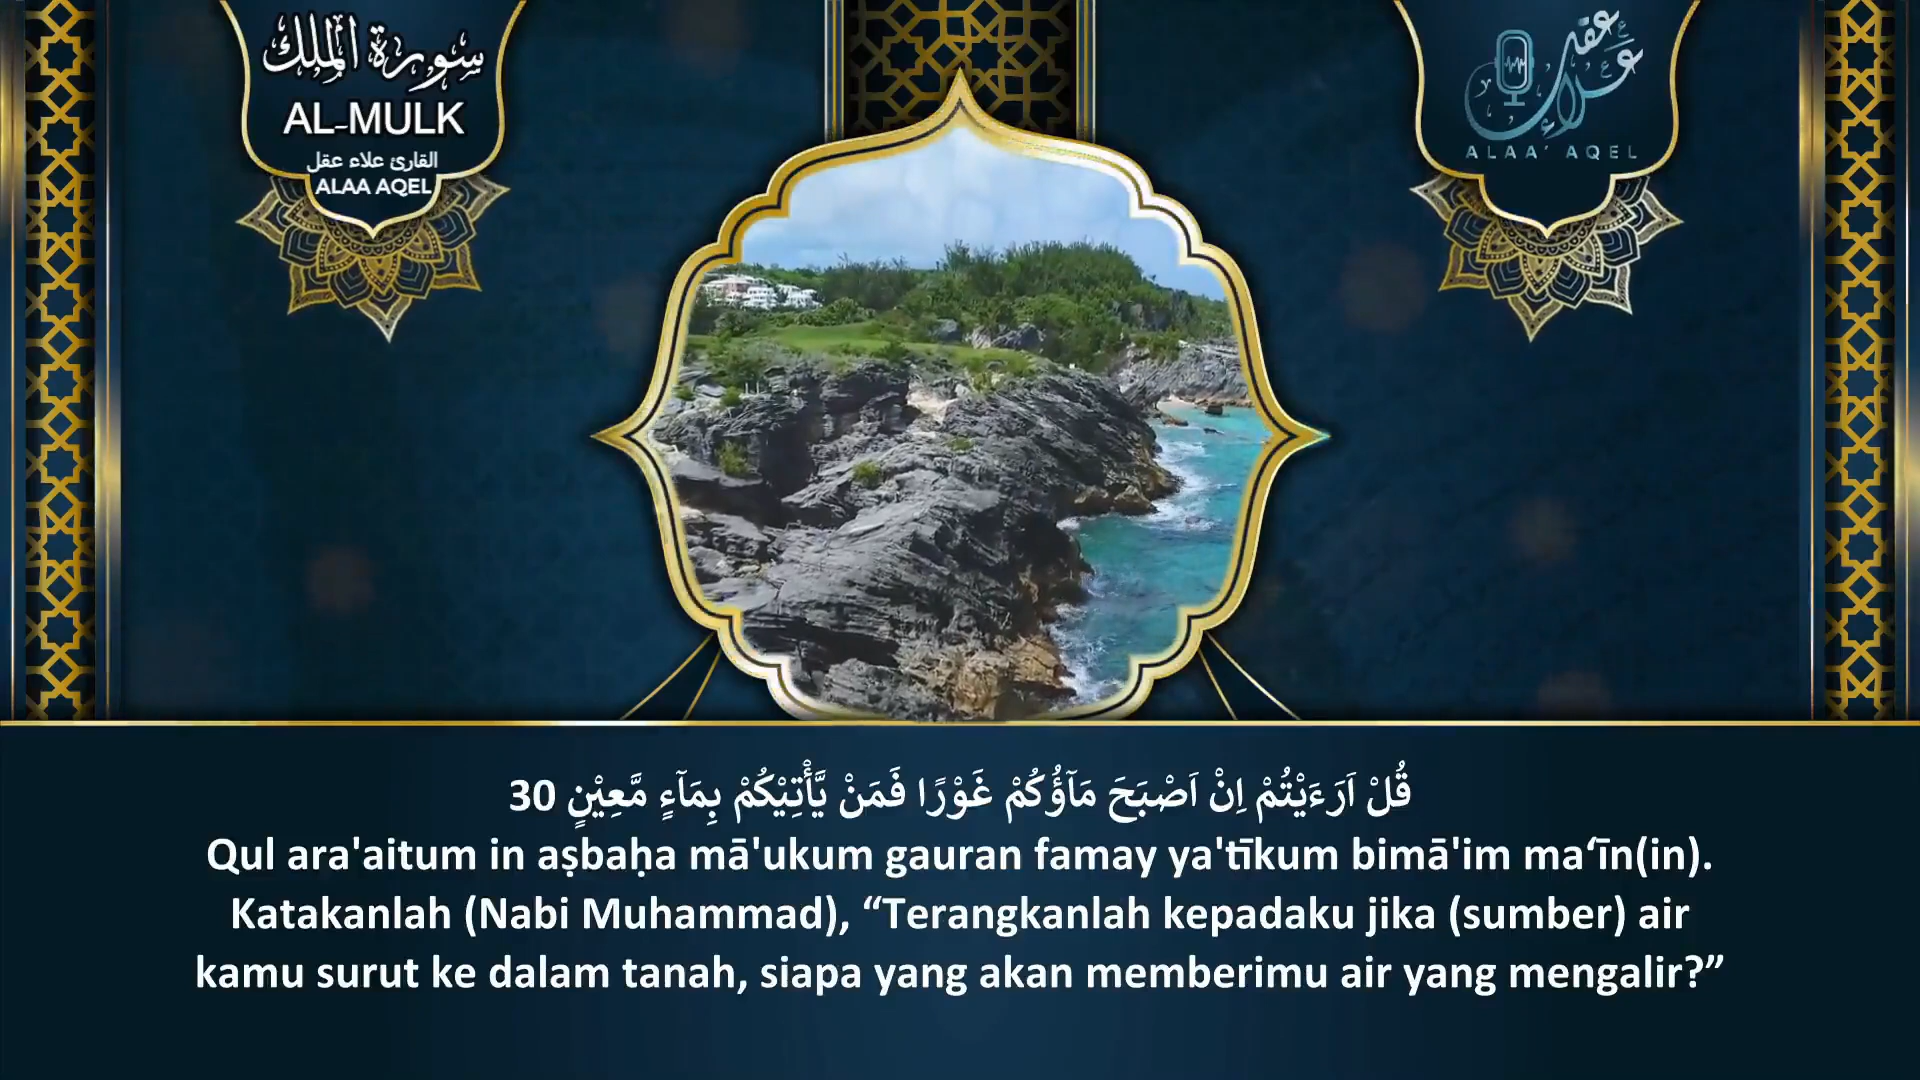 سورة الملك
AL-MULK
القارئ علاء عقل
ALAA AQEL
علاء عقل
ALAA' AQEL
قُلْ اَرَءَيْتُمْ اِنْ اَصْبَحَ مَاۤؤُكُمْ غَوْرًا فَمَنْ يَّأْتِيْكُمْ بِمَاۤءٍ مَّعِيْنٍ 30
Qul ara'aitum in aṣbaḥa mā'ukum gauran famay ya'tīkum bimā'im ma‘īn(in).
Katakanlah (Nabi Muhammad), “Terangkanlah kepadaku jika (sumber) air
kamu surut ke dalam tanah, siapa yang akan memberimu air yang mengalir?”